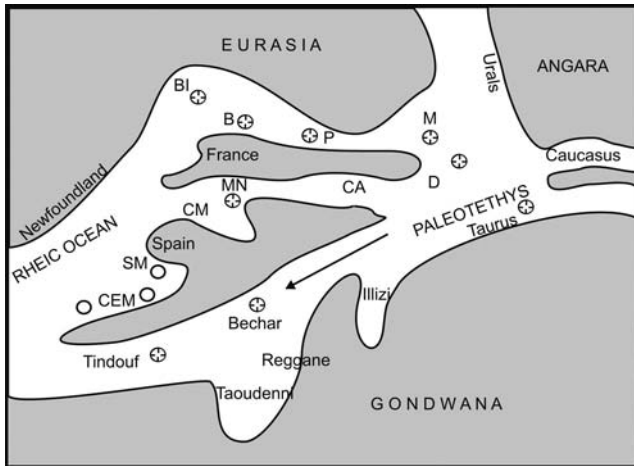 EURASIA
Urals
ANGARA
BI
B
P
M
France
Caucasus
Newfoundland
MN
CA
D
CM
PALEOTETHYS
Taurus
RHEIC OCEAN
Spain
SM
CEM
Illizi
Bechar
Tindouf
Reggane
Taoudenni
GONDWANA